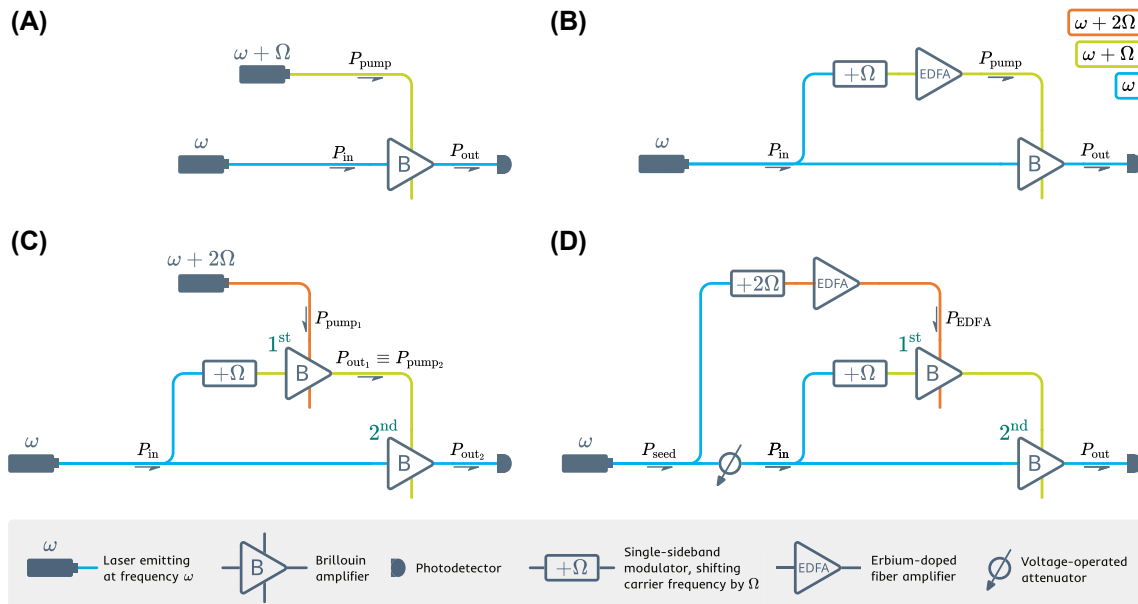 (A)
ω + Ω
P_pump
ω
P_in
B
P_out
(B)
ω + 2Ω
ω + Ω
ω
+Ω
EDFA
P_pump
ω
P_in
B
P_out
(C)
ω + 2Ω
P_pump₁
1st
B
P_out₁ ≡ P_pump₂
+Ω
ω
P_in
2nd
B
P_out₂
(D)
+2Ω
EDFA
P_EDFA
1st
+Ω
B
ω
P_seed
P_in
2nd
B
P_out
ω
Laser emitting
at frequency ω
B
Brillouin
amplifier
Photodetector
+Ω
Single-sideband
modulator, shifting
carrier frequency by Ω
EDFA
Erbium-doped
fiber amplifier
Voltage-operated
attenuator